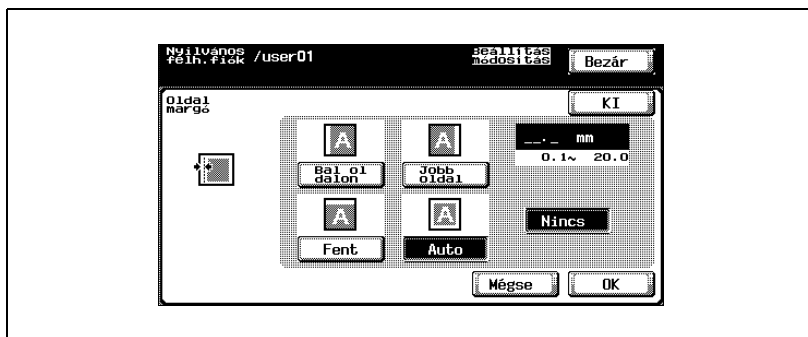 Nyilvános
felh.fiók /user01
Beállítás
módosítás
Bezár
Oldal
margó
KI
__._ mm
0.1~ 20.0
Bal ol
dalon
Jobb
oldal
Nincs
Fent
Auto
Mégse
OK